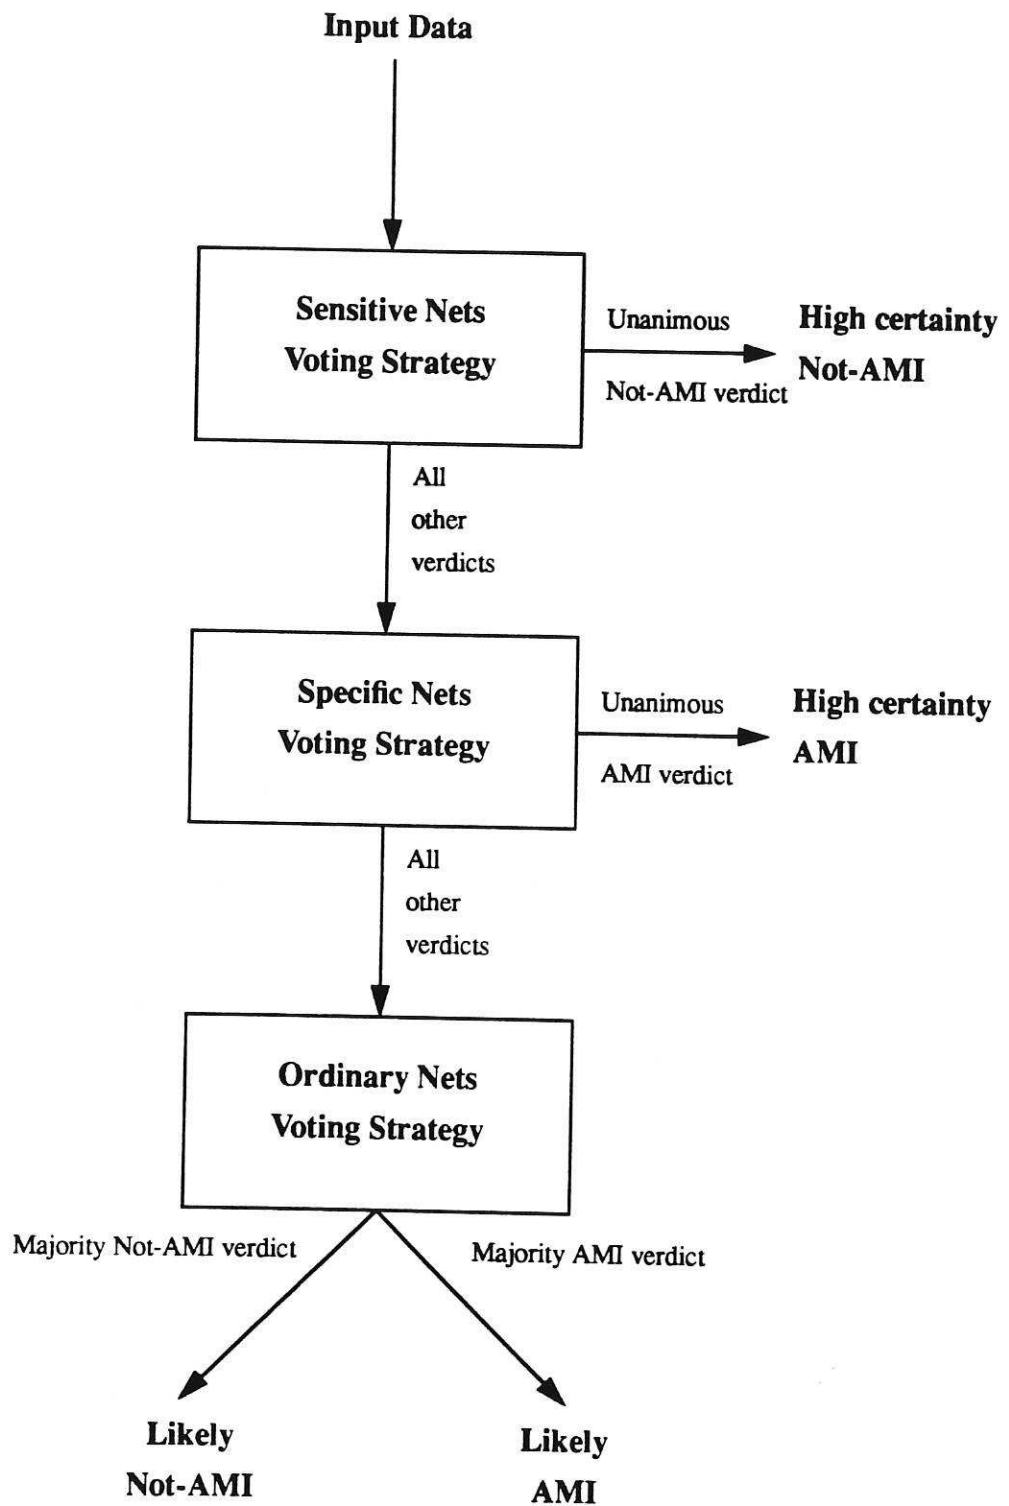 Input Data
Sensitive Nets
Voting Strategy
Unanimous
Not-AMI verdict
High certainty
Not-AMI
All
other
verdicts
Specific Nets
Voting Strategy
Unanimous
AMI verdict
High certainty
AMI
All
other
verdicts
Ordinary Nets
Voting Strategy
Majority Not-AMI verdict
Majority AMI verdict
Likely
Not-AMI
Likely
AMI